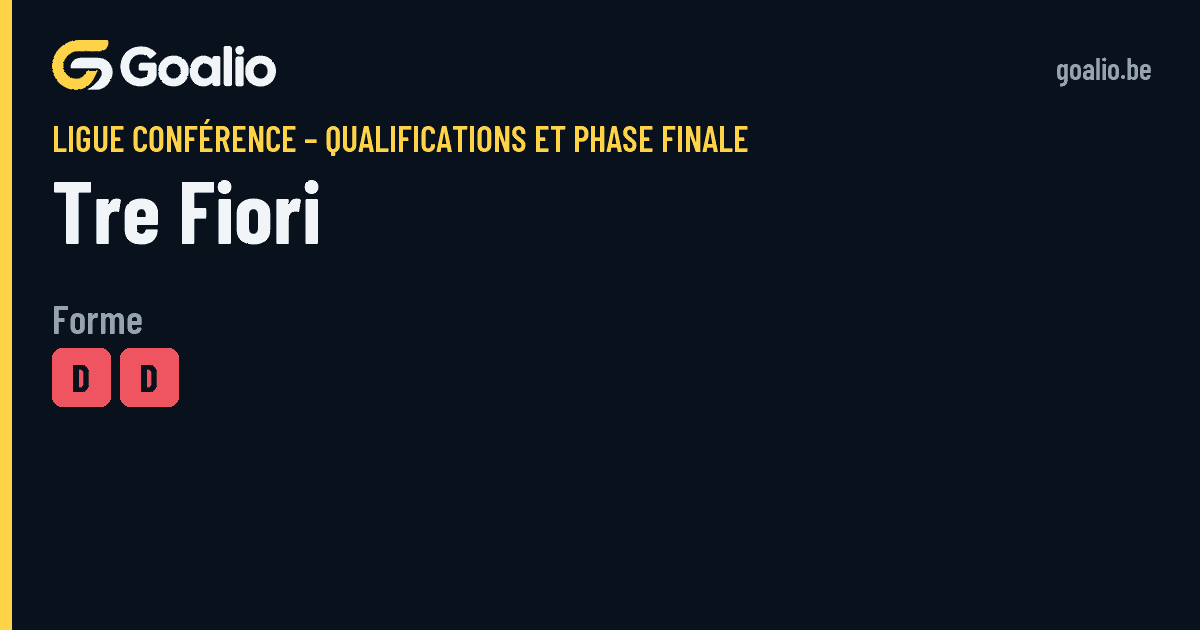 Goalio
goalio.be
LIGUE CONFÉRENCE – QUALIFICATIONS ET PHASE FINALE
Tre Fiori
Forme
D D